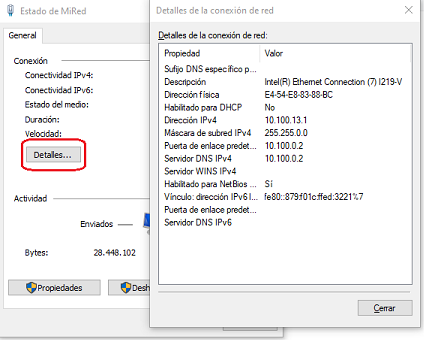 Estado de MiRed
General
Conexión
Conectividad IPv4:
Conectividad IPv6:
Estado del medio:
Duración:
Velocidad:
Detalles...
Actividad
Enviados
Bytes: 28.448.102
Propiedades
Desh
Detalles de la conexión de red
Detalles de la conexión de red:
Propiedad Valor
Sufijo DNS específico p...
Descripción Intel(R) Ethernet Connection (7) I219-V
Dirección física E4-54-E8-83-88-BC
Habilitado para DHCP No
Dirección IPv4 10.100.13.1
Máscara de subred IPv4 255.255.0.0
Puerta de enlace predet... 10.100.0.2
Servidor DNS IPv4 10.100.0.2
Servidor WINS IPv4
Habilitado para NetBios ... Sí
Vínculo: dirección IPv6 l... fe80::879f:01c:ffed:3221%7
Puerta de enlace predet...
Servidor DNS IPv6
Cerrar